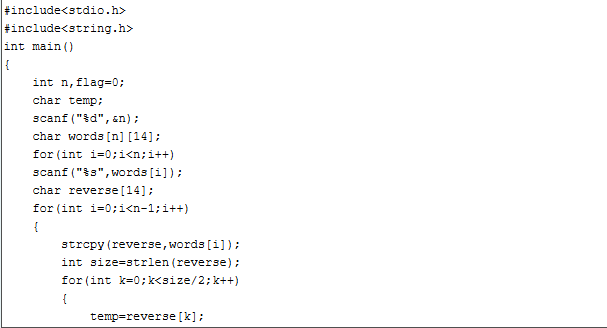 #include<stdio.h>
#include<string.h>
int main()
{
    int n,flag=0;
    char temp;
    scanf("%d",&n);
    char words[n][14];
    for(int i=0;i<n;i++)
    scanf("%s",words[i]);
    char reverse[14];
    for(int i=0;i<n-1;i++)
    {
        strcpy(reverse,words[i]);
        int size=strlen(reverse);
        for(int k=0;k<size/2;k++)
        {
            temp=reverse[k];